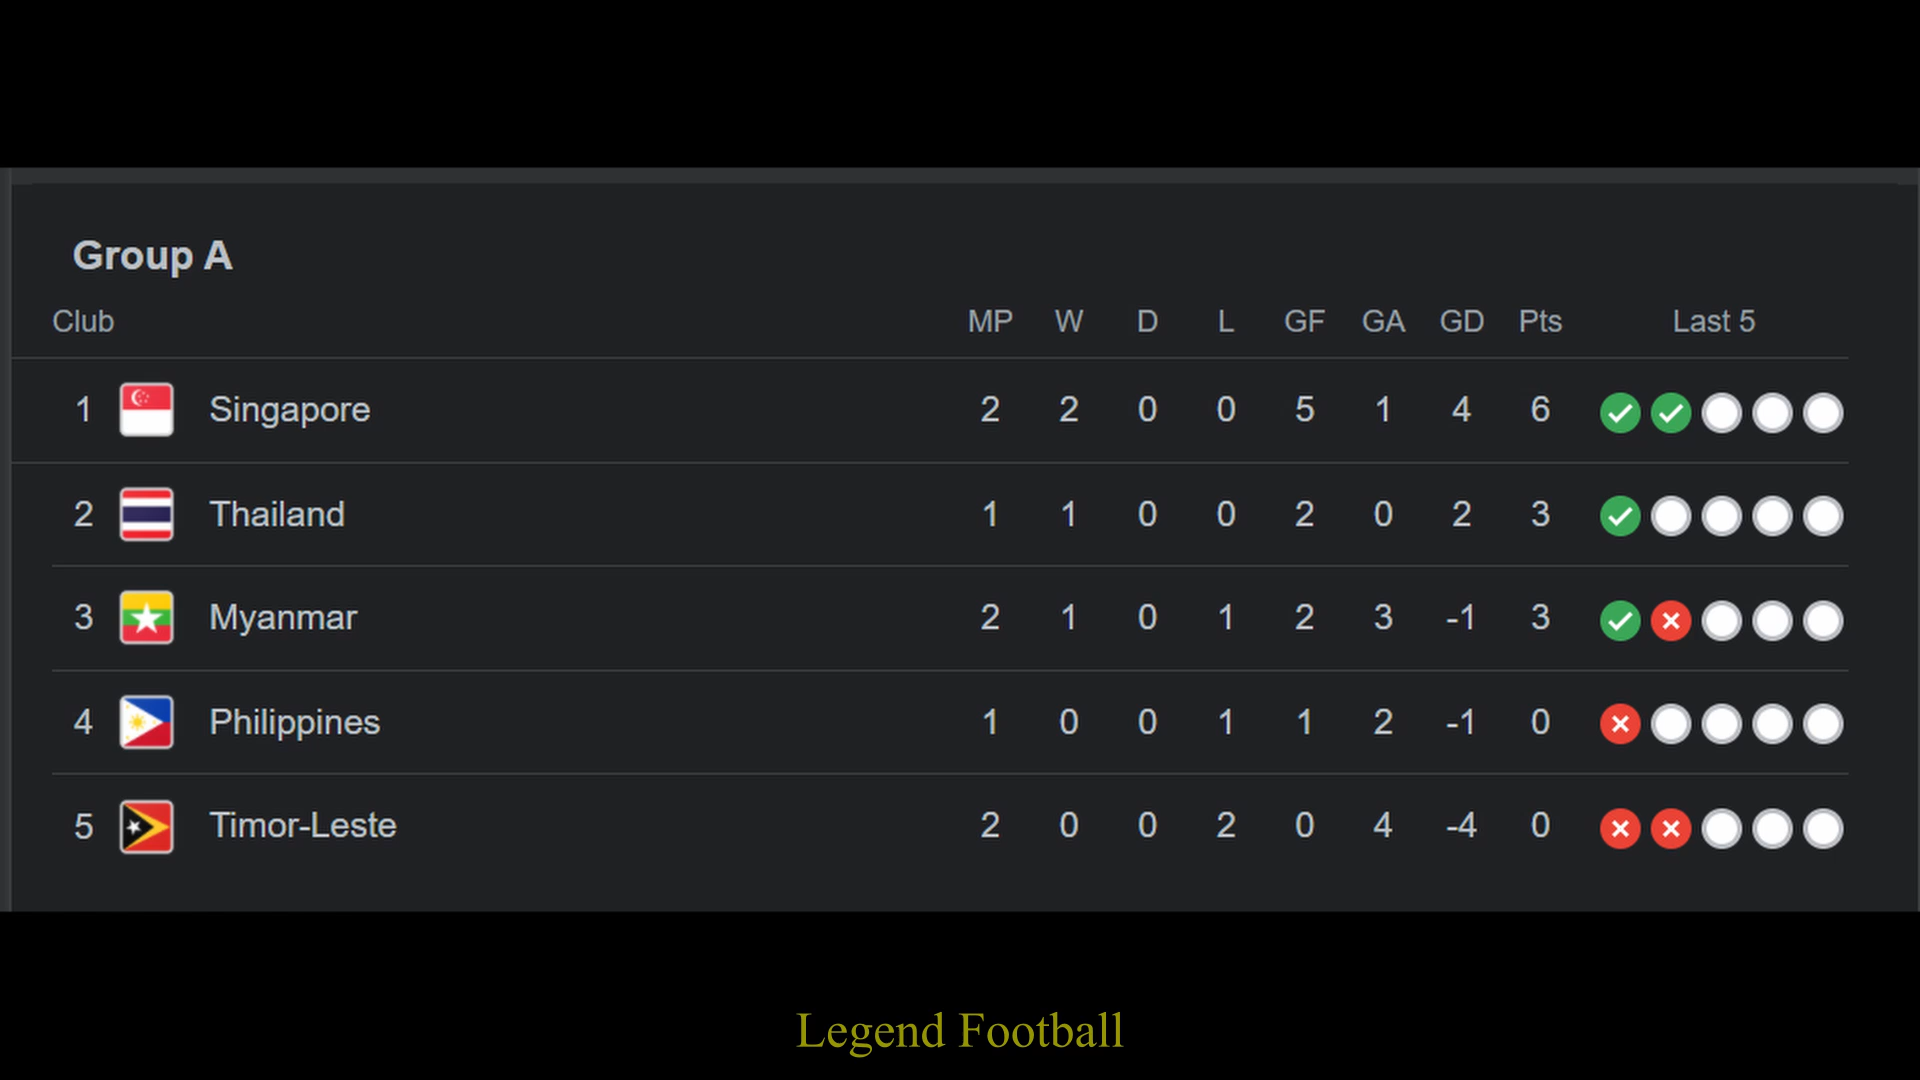 Group A
Club MP W D L GF GA GD Pts Last 5
1 Singapore 2 2 0 0 5 1 4 6
2 Thailand 1 1 0 0 2 0 2 3
3 Myanmar 2 1 0 1 2 3 -1 3
4 Philippines 1 0 0 1 1 2 -1 0
5 Timor-Leste 2 0 0 2 0 4 -4 0
Legend Football